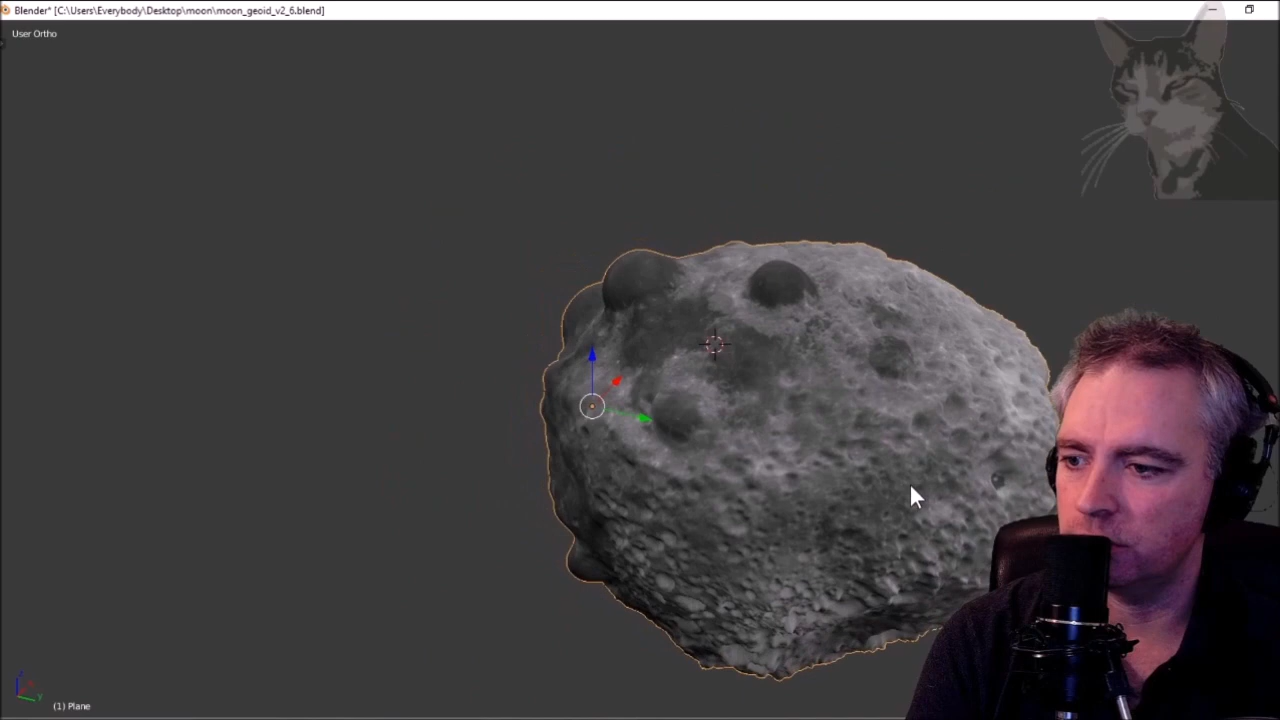 Blender* [C:\Users\Everybody\Desktop\moon\moon_geoid_v2_6.blend]
User Ortho
(1) Plane